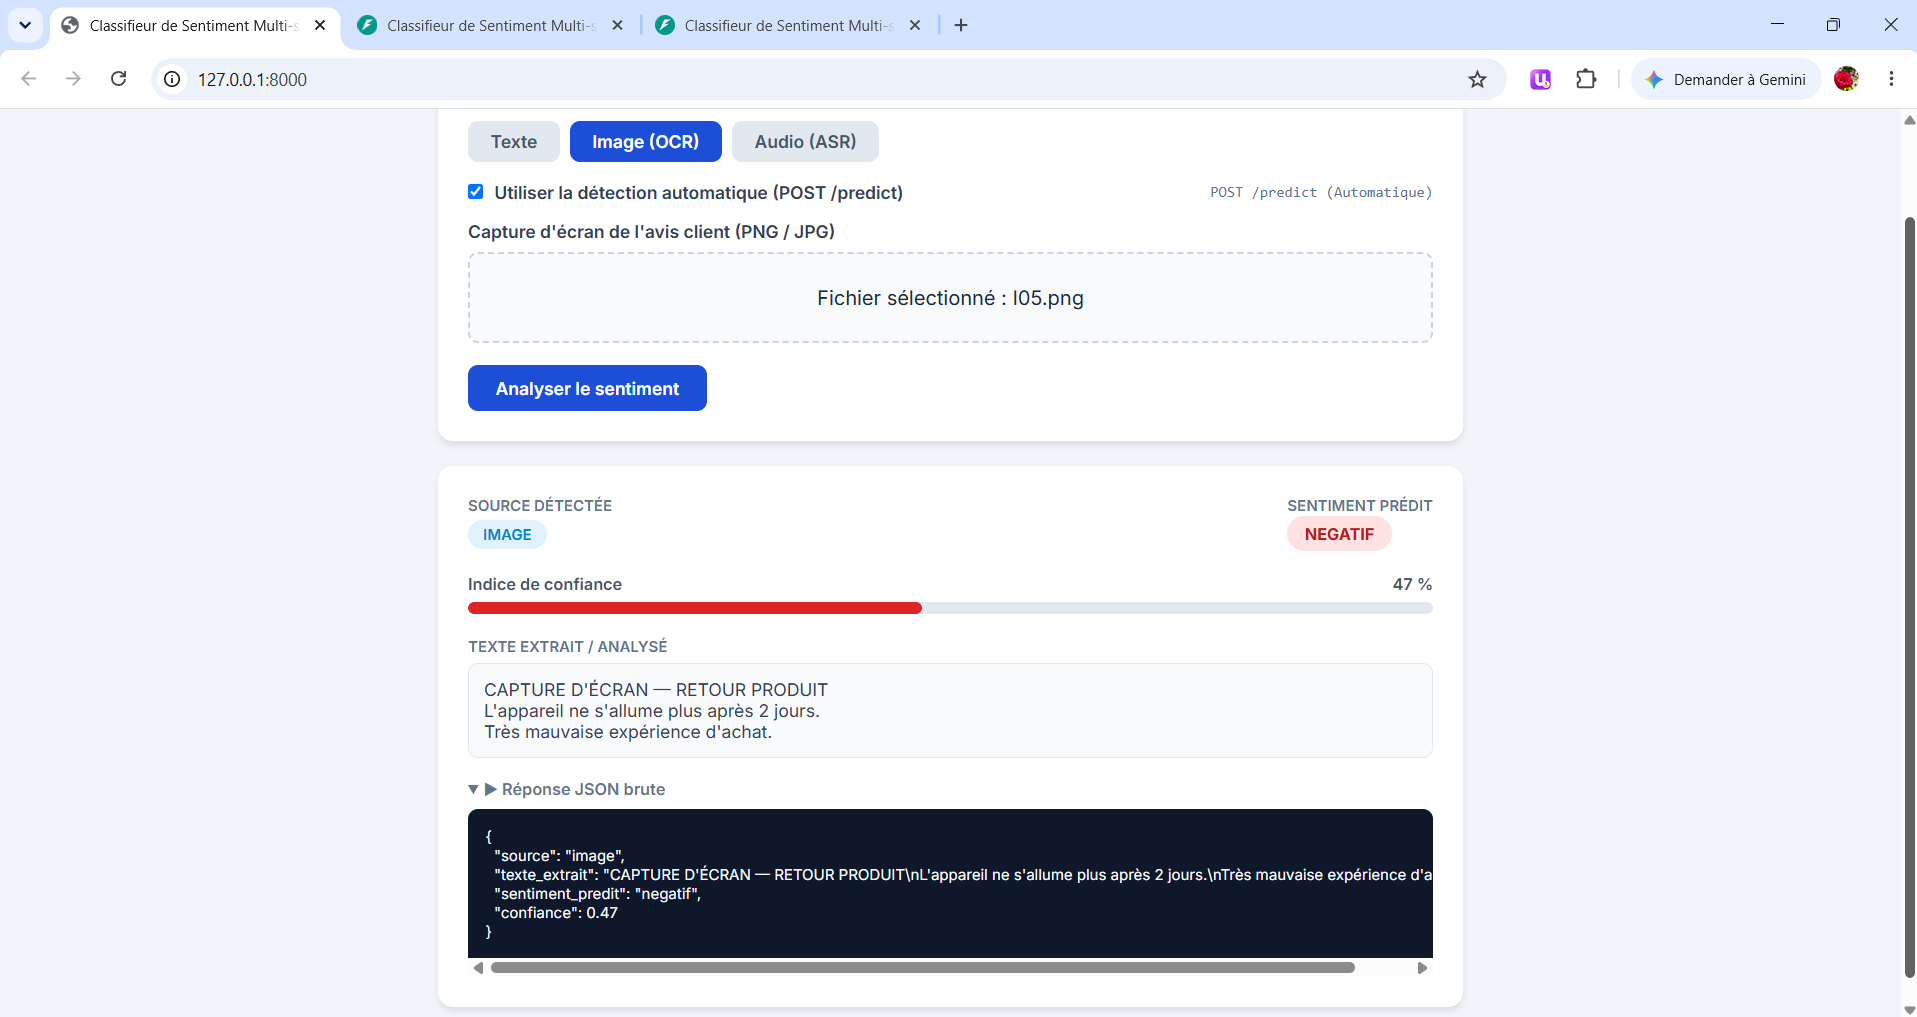 Classifieur de Sentiment Multi-s
Classifieur de Sentiment Multi-s
Classifieur de Sentiment Multi-s
127.0.0.1:8000
Demander à Gemini
Texte
Image (OCR)
Audio (ASR)
Utiliser la détection automatique (POST /predict)
POST /predict (Automatique)
Capture d'écran de l'avis client (PNG / JPG)
Fichier sélectionné : I05.png
Analyser le sentiment
SOURCE DÉTECTÉE
SENTIMENT PRÉDIT
IMAGE
NEGATIF
Indice de confiance
47 %
TEXTE EXTRAIT / ANALYSÉ
CAPTURE D'ÉCRAN — RETOUR PRODUIT
L'appareil ne s'allume plus après 2 jours.
Très mauvaise expérience d'achat.
▼ ▶ Réponse JSON brute
{
"source": "image",
"texte_extrait": "CAPTURE D'ÉCRAN — RETOUR PRODUIT\nL'appareil ne s'allume plus après 2 jours.\nTrès mauvaise expérience d'a
"sentiment_predit": "negatif",
"confiance": 0.47
}